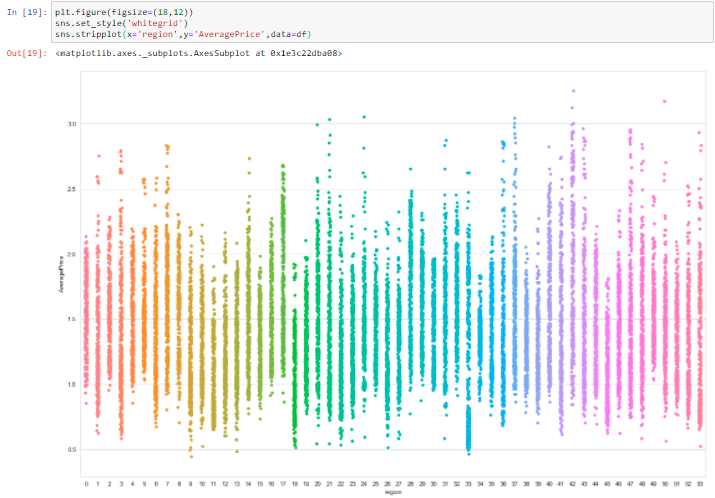 In [19]: plt.figure(figsize=(18,12))
sns.set_style('whitegrid')
sns.stripplot(x='region',y='AveragePrice',data=df)
Out[19]: <matplotlib.axes._subplots.AxesSubplot at 0x1e3c22dba08>
3.0
2.5
2.0
AveragePrice
1.5
1.0
0.5
0 1 2 3 4 5 6 7 8 9 10 11 12 13 14 15 16 17 18 19 20 21 22 23 24 25 26 27 28 29 30 31 32 33 34 35 36 37 38 39 40 41 42 43 44 45 46 47 48 49 50 51 52 53
region